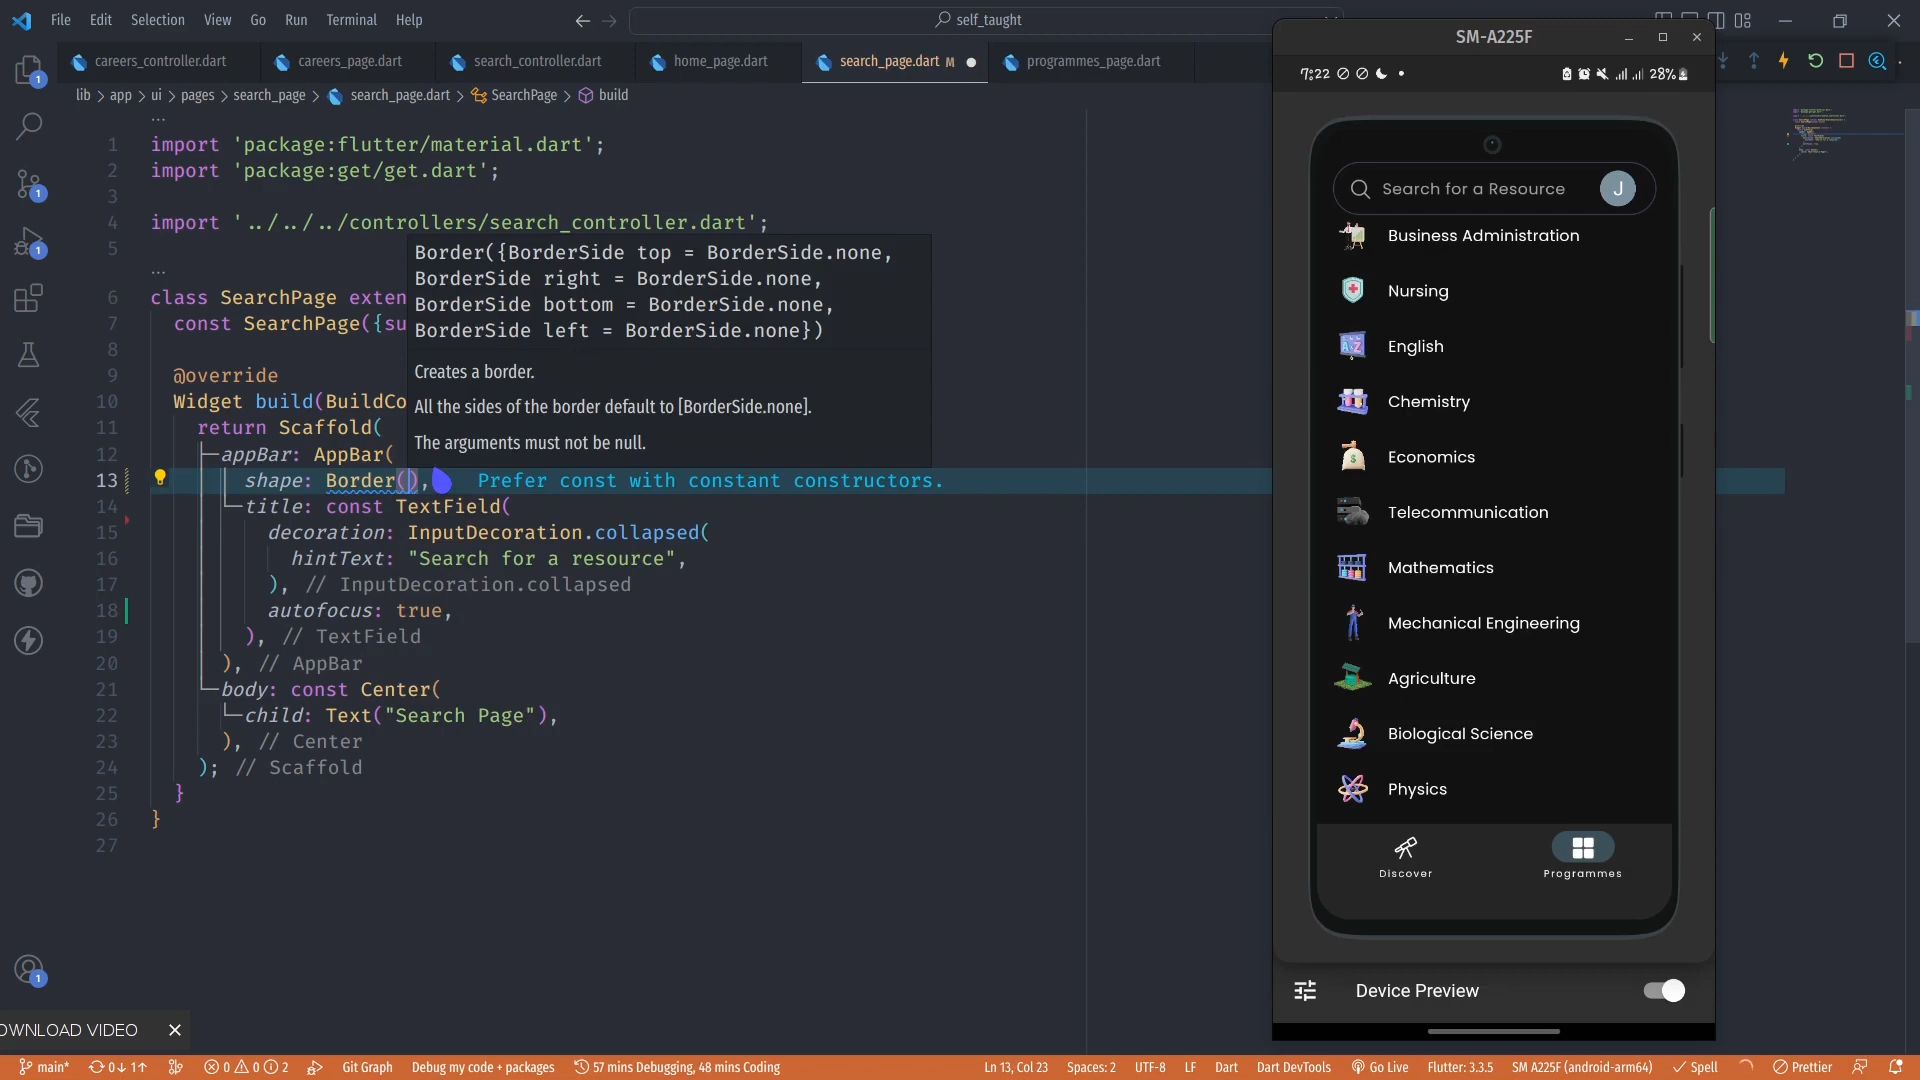 File Edit Selection View Go Run Terminal Help
self_taught
careers_controller.dart
careers_page.dart
search_controller.dart
home_page.dart
search_page.dart M
programmes_page.dart
lib > app > ui > pages > search_page > search_page.dart > SearchPage > build
...
1 import 'package:flutter/material.dart';
2 import 'package:get/get.dart';
3
4 import '../../../controllers/search_controller.dart';
5
...
6 class SearchPage exten
7 const SearchPage({su
8
9 @override
10 Widget build(BuildCo
11 return Scaffold(
12 appBar: AppBar(
13 shape: Border(), Prefer const with constant constructors.
14 title: const TextField(
15 decoration: InputDecoration.collapsed(
16 hintText: "Search for a resource",
17 ), // InputDecoration.collapsed
18 autofocus: true,
19 ), // TextField
20 ), // AppBar
21 body: const Center(
22 child: Text("Search Page"),
23 ), // Center
24 ); // Scaffold
25 }
26 }
27
Border({BorderSide top = BorderSide.none,
BorderSide right = BorderSide.none,
BorderSide bottom = BorderSide.none,
BorderSide left = BorderSide.none})
Creates a border.
All the sides of the border default to [BorderSide.none].
The arguments must not be null.
SM-A225F
7:22
28%
Search for a Resource J
Business Administration
Nursing
A Z
English
Chemistry
Economics
Telecommunication
Mathematics
Mechanical Engineering
Agriculture
Biological Science
Physics
Discover
Programmes
Device Preview
1
1
1
1
OWNLOAD VIDEO
main* 0↓ 1↑ 0 0 2 Git Graph Debug my code + packages 57 mins Debugging, 48 mins Coding
Ln 13, Col 23 Spaces: 2 UTF-8 LF Dart Dart DevTools Go Live Flutter: 3.3.5 SM A225F (android-arm64) Spell Prettier